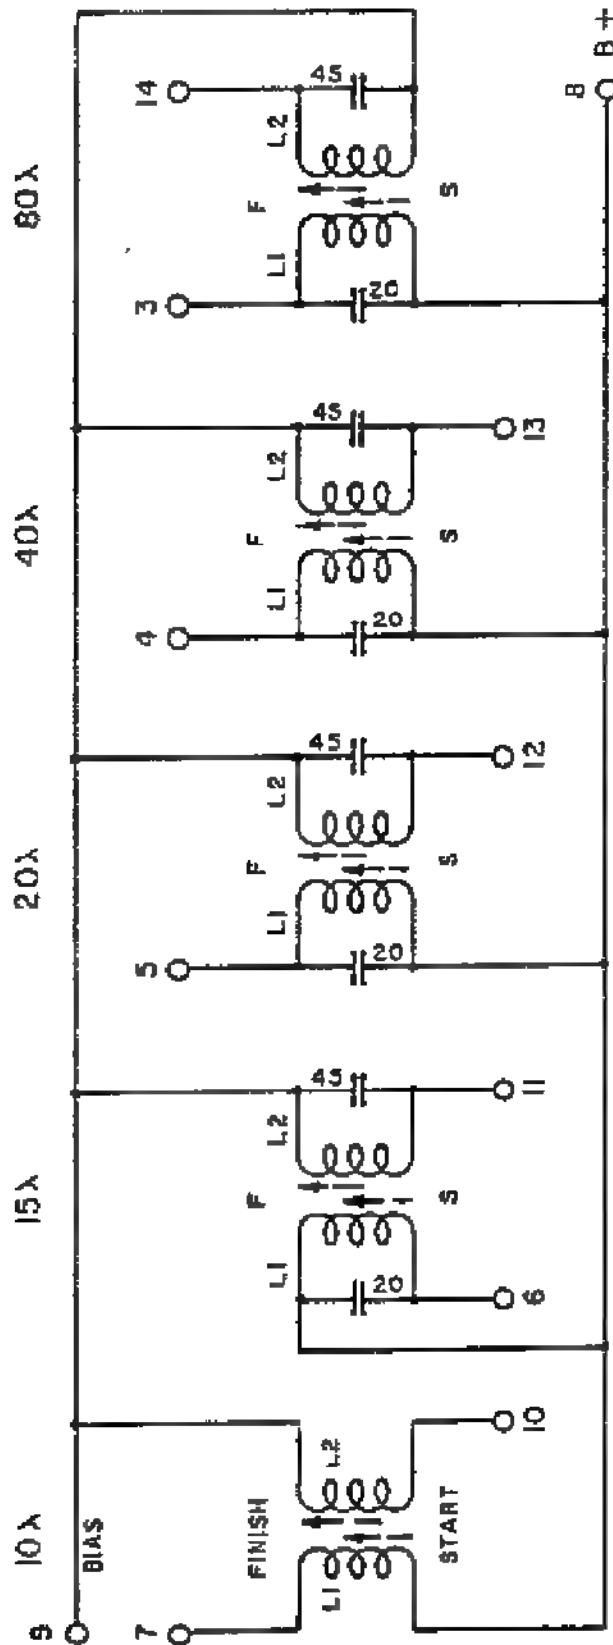 9 10λ 15λ 20λ 40λ 80λ
BIAS
7 5 4 3 14
FINISH F F F F
L1 L2 L1 L2 L1 L2 L1 L2
L1 L2
45 45 45 45
20 20 20 20
START S S S S
10 6 11 12 13
8
B+